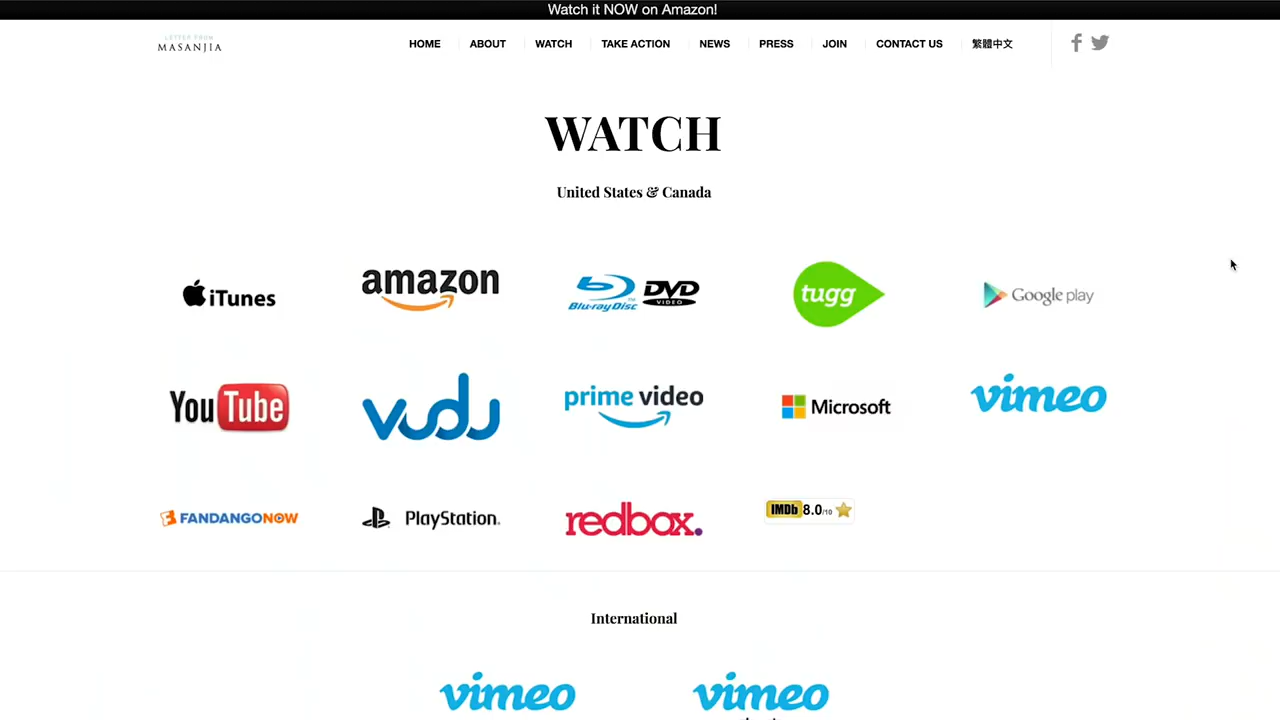 Watch it NOW on Amazon!
LETTER FROM
MASANJIA
HOME ABOUT WATCH TAKE ACTION NEWS PRESS JOIN CONTACT US 繁體中文
WATCH
United States & Canada
iTunes
amazon
Blu-ray Disc DVD VIDEO
tugg
Google play
YouTube
vudu
prime video
Microsoft
vimeo
FANDANGONOW
PlayStation.
redbox.
IMDb 8.0/10
International
vimeo
vimeo